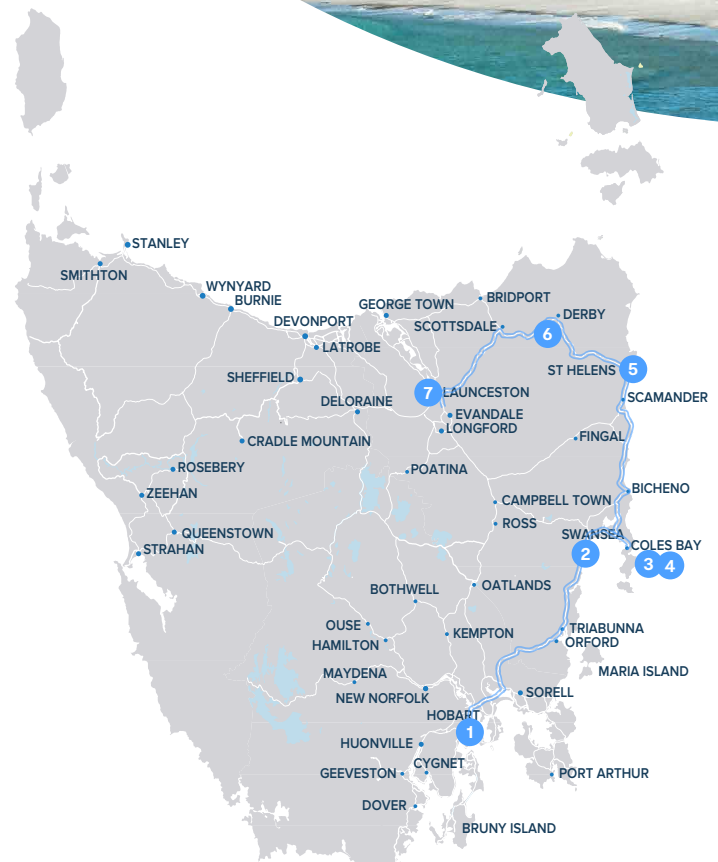 STANLEY
SMITHTON
WYNYARD
BURNIE
GEORGE TOWN
BRIDPORT
DEVONPORT
SCOTTSDALE
DERBY
6
LATROBE
ST HELENS
5
SHEFFIELD
7
LAUNCESTON
SCAMANDER
DELORAINE
EVANDALE
LONGFORD
FINGAL
CRADLE MOUNTAIN
ROSEBERY
POATINA
ZEEHAN
CAMPBELL TOWN
BICHENO
ROSS
QUEENSTOWN
SWANSEA
2
STRAHAN
COLES BAY
3
4
BOTHWELL
OATLANDS
OUSE
KEMPTON
TRIABUNNA
HAMILTON
ORFORD
MAYDENA
MARIA ISLAND
NEW NORFOLK
SORELL
HOBART
1
HUONVILLE
CYGNET
GEEVESTON
PORT ARTHUR
DOVER
BRUNY ISLAND